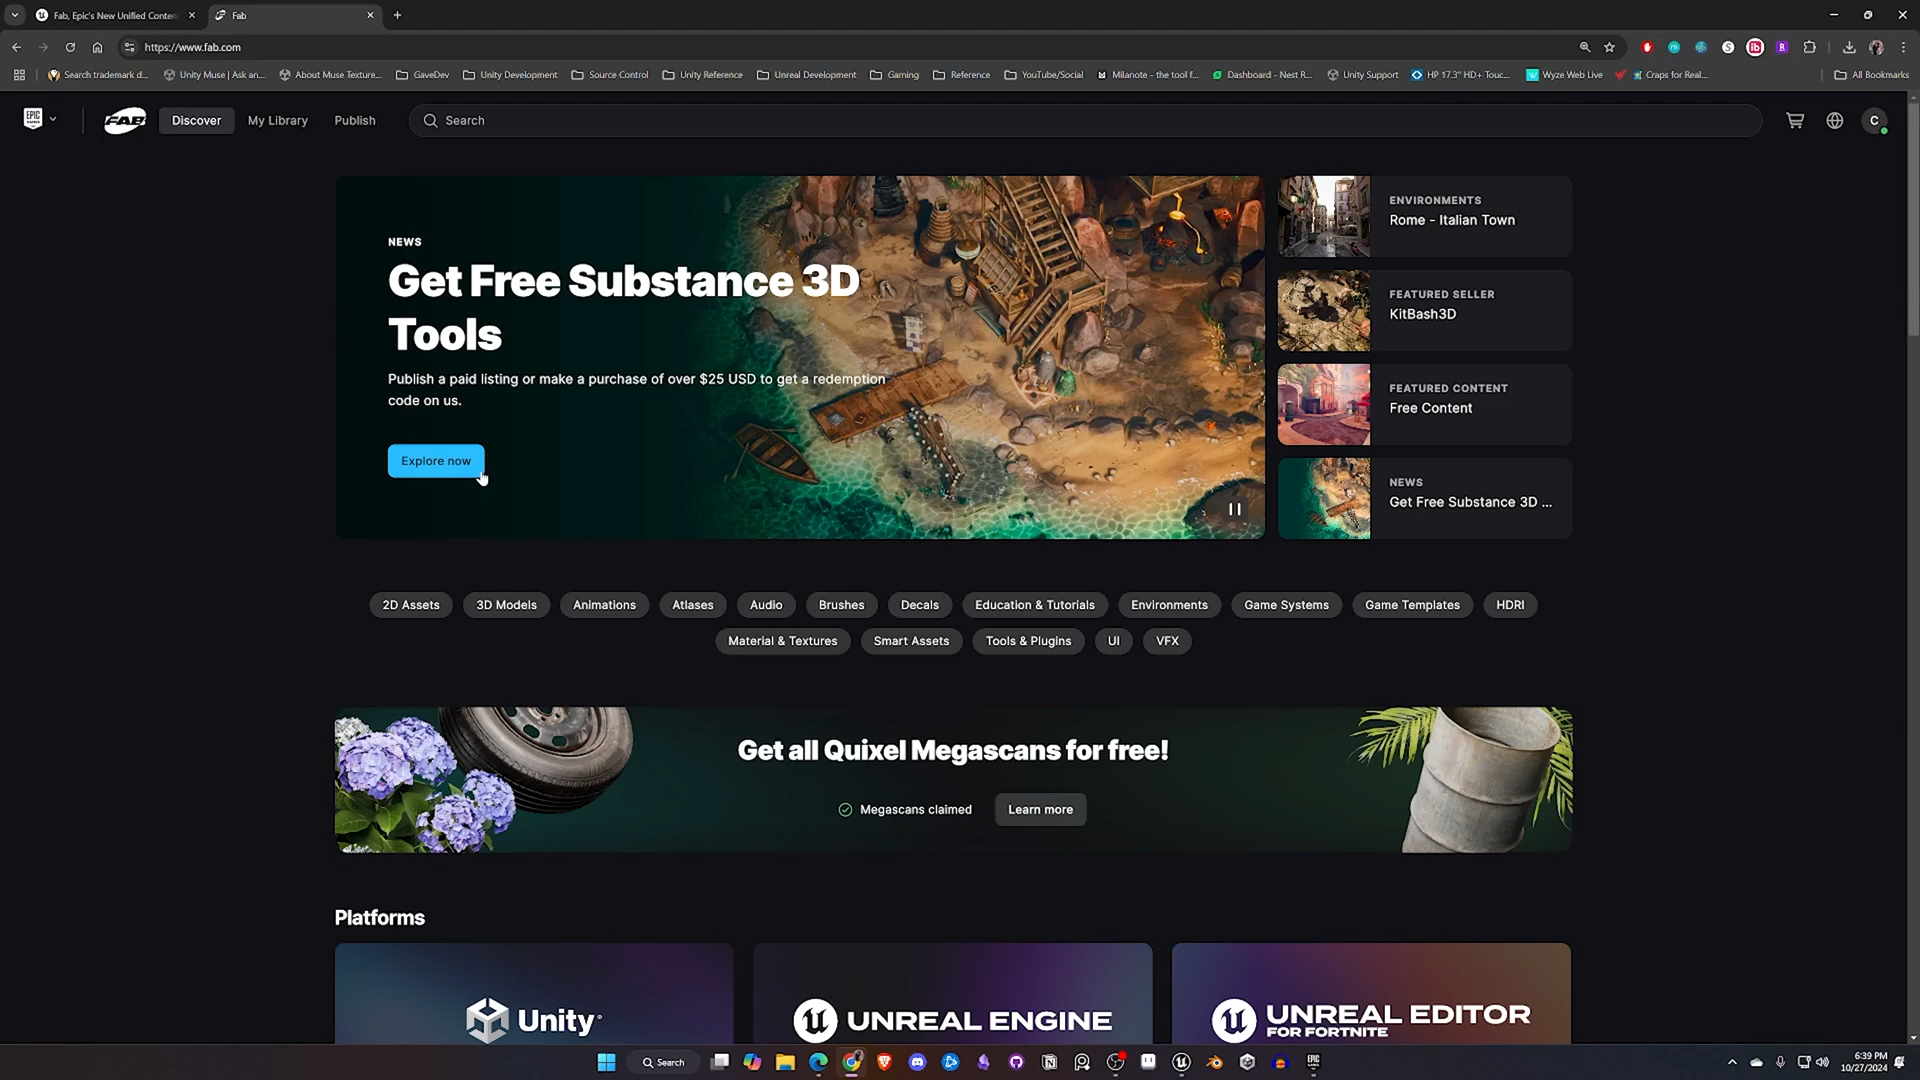 Fab, Epic's New Unified Conten
Fab
https://www.fab.com
Search trademark d...
Unity Muse | Ask an...
About Muse Texture...
GaveDev
Unity Development
Source Control
Unity Reference
Unreal Development
Gaming
Reference
YouTube/Social
Milanote - the tool f...
Dashboard - Nest R...
Unity Support
HP 17.3" HD+ Touc...
Wyze Web Live
Craps for Real...
All Bookmarks
EPIC GAMES
FAB
Discover
My Library
Publish
Search
C
NEWS
Get Free Substance 3D
Tools
Publish a paid listing or make a purchase of over $25 USD to get a redemption
code on us.
Explore now
ENVIRONMENTS
Rome - Italian Town
FEATURED SELLER
KitBash3D
FEATURED CONTENT
Free Content
NEWS
Get Free Substance 3D ...
2D Assets
3D Models
Animations
Atlases
Audio
Brushes
Decals
Education & Tutorials
Environments
Game Systems
Game Templates
HDRI
Material & Textures
Smart Assets
Tools & Plugins
UI
VFX
Get all Quixel Megascans for free!
Megascans claimed
Learn more
Platforms
Unity
UNREAL ENGINE
UNREAL EDITOR
FOR FORTNITE
Search
6:39 PM
10/27/2024